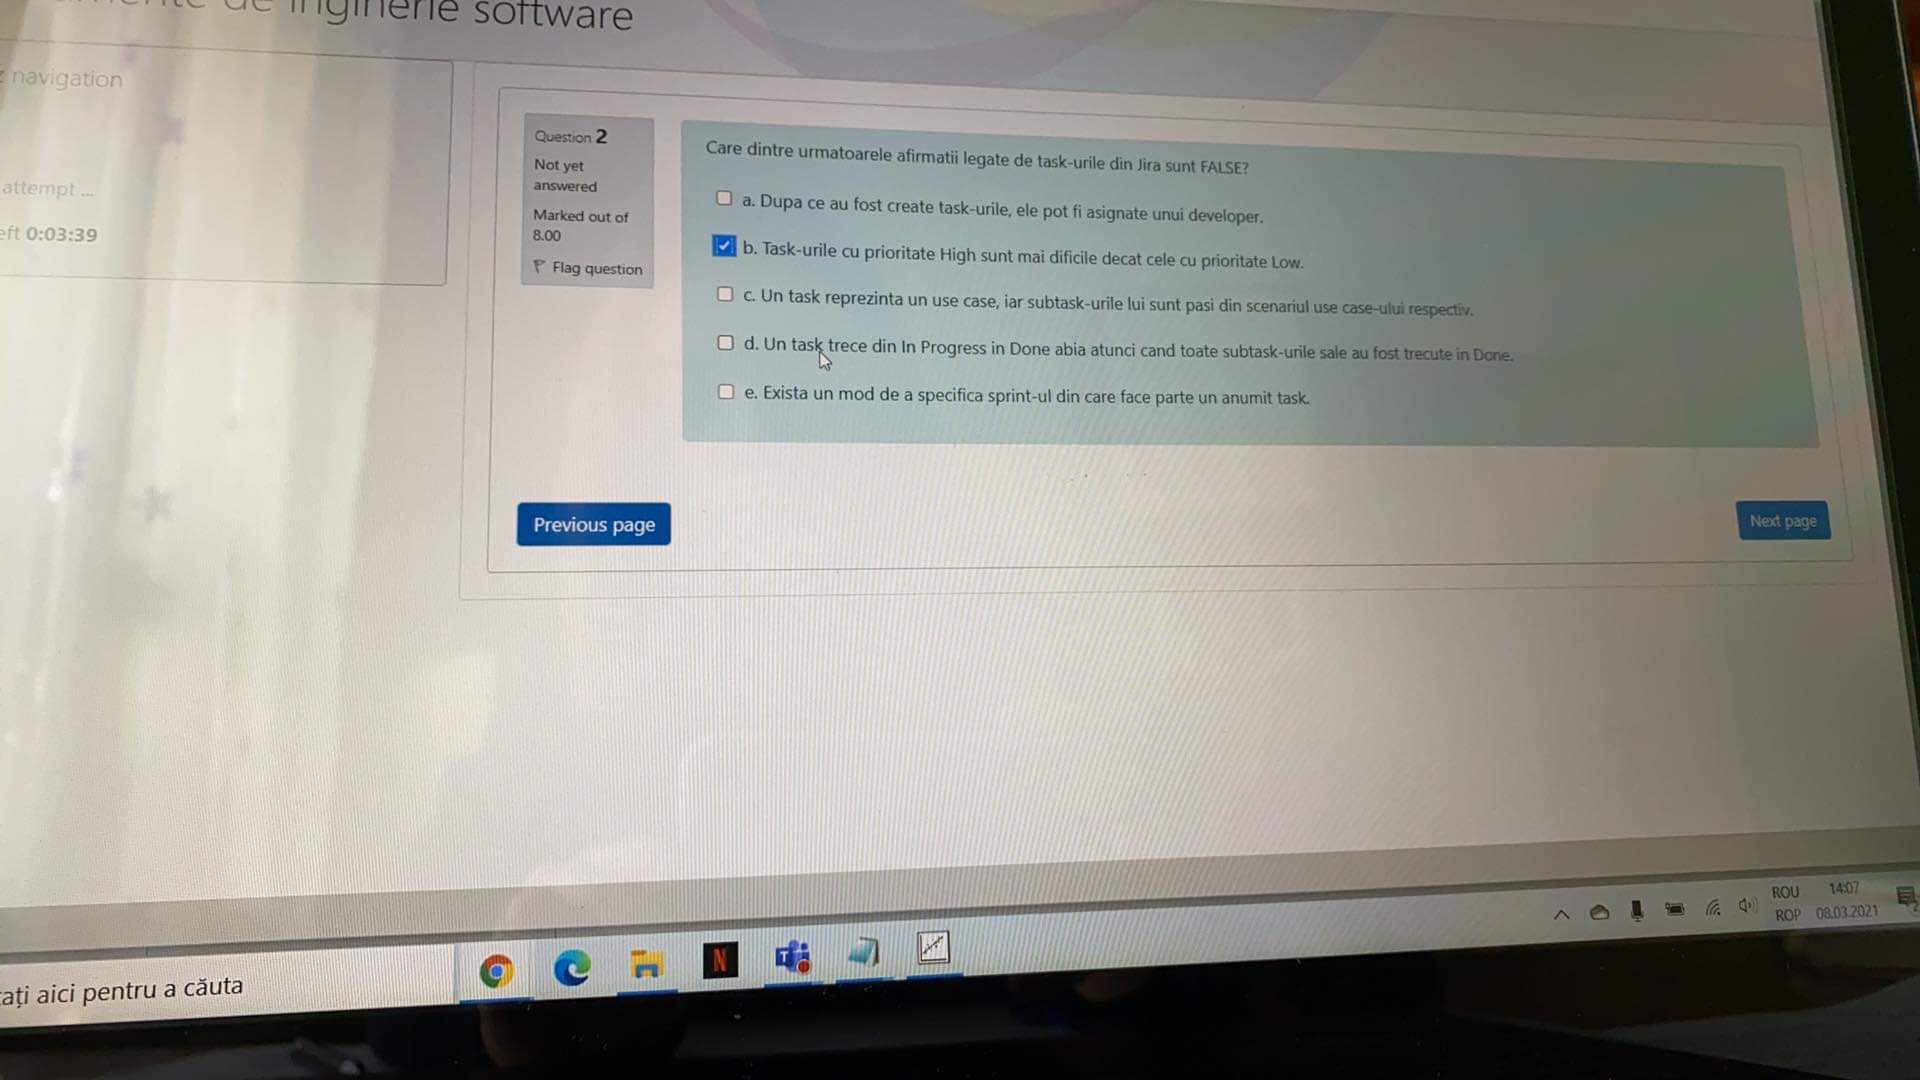 de inginerie software
navigation
attempt ...
0:03:39
Question 2
Not yet
answered
Marked out of
8.00
Flag question
Care dintre urmatoarele afirmatii legate de task-urile din Jira sunt FALSE?
a. Dupa ce au fost create task-urile, ele pot fi asignate unui developer.
b. Task-urile cu prioritate High sunt mai dificile decat cele cu prioritate Low.
c. Un task reprezinta un use case, iar subtask-urile lui sunt pasi din scenariul use case-ului respectiv.
d. Un task trece din In Progress in Done abia atunci cand toate subtask-urile sale au fost trecute in Done.
e. Exista un mod de a specifica sprint-ul din care face parte un anumit task.
Previous page
Next page
aici pentru a căuta
N
T
ROU
ROP
14:07
08.03.2021
2